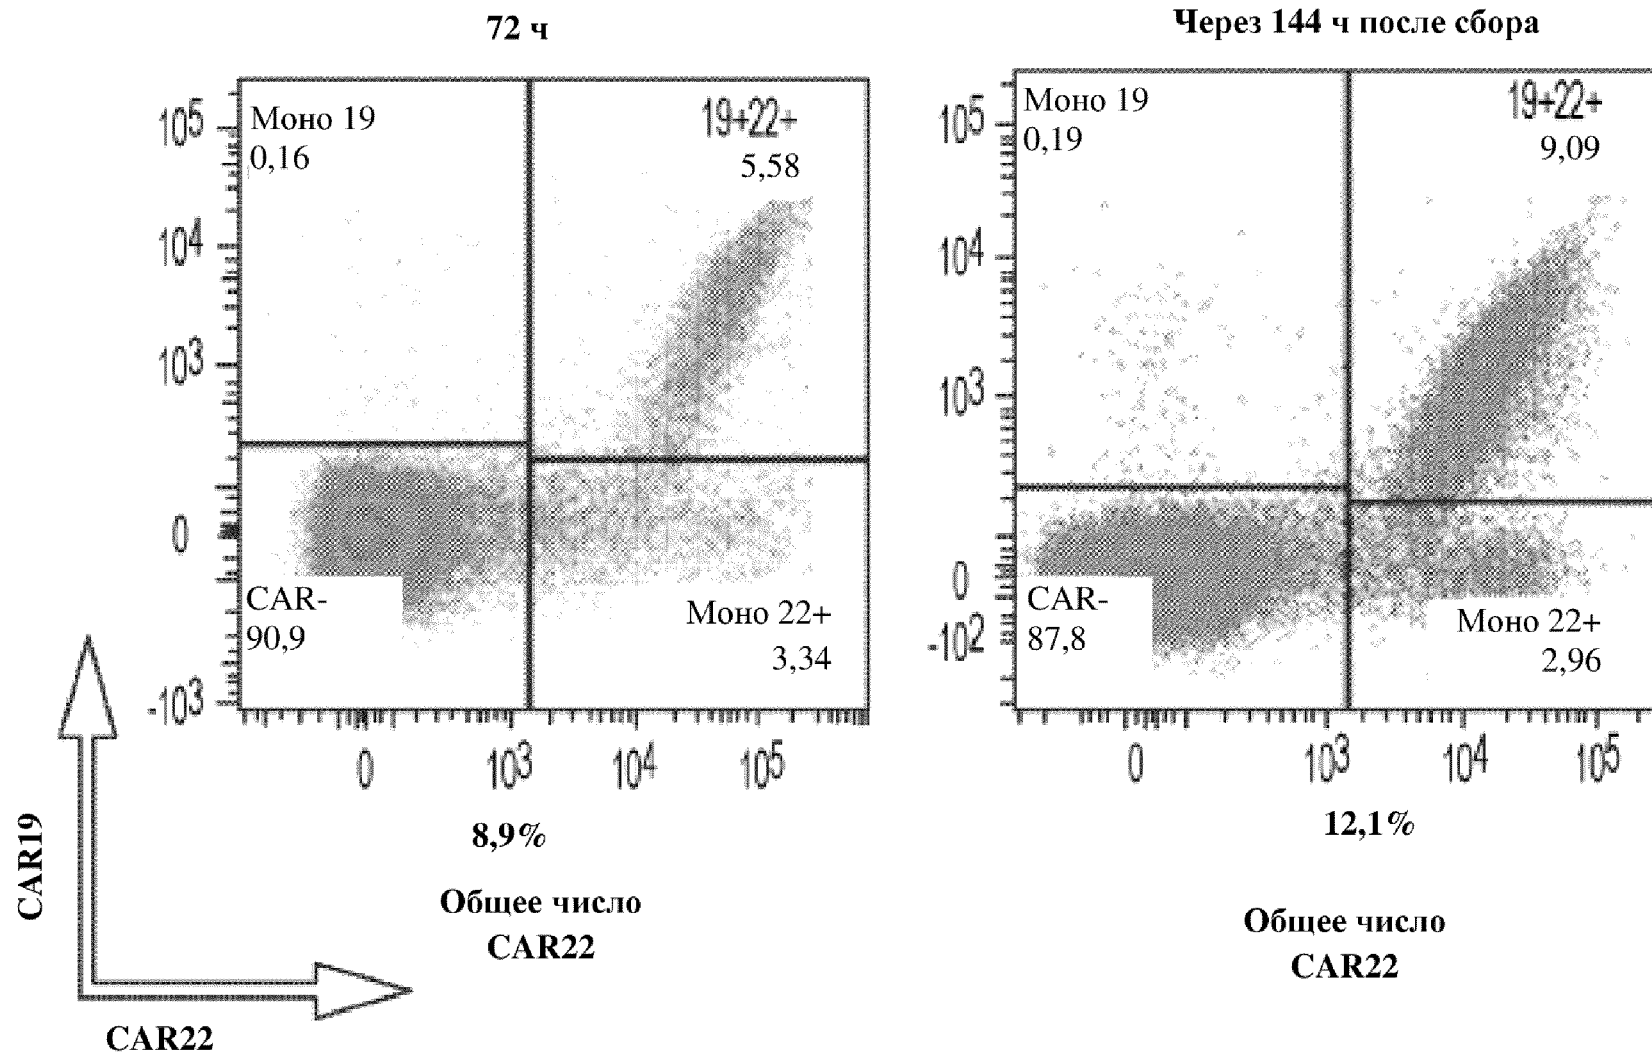 72 ч
Через 144 ч после сбора
10⁵
10⁴
10³
0
-10³
Моно 19
0,16
19+22+
5,58
CAR-
90,9
Моно 22+
3,34
0
10³
10⁴
10⁵
8,9%
Общее число
CAR22
10⁵
10⁴
10³
0
-10²
Моно 19
0,19
19+22+
9,09
CAR-
87,8
Моно 22+
2,96
0
10³
10⁴
10⁵
12,1%
Общее число
CAR22
CAR19
CAR22